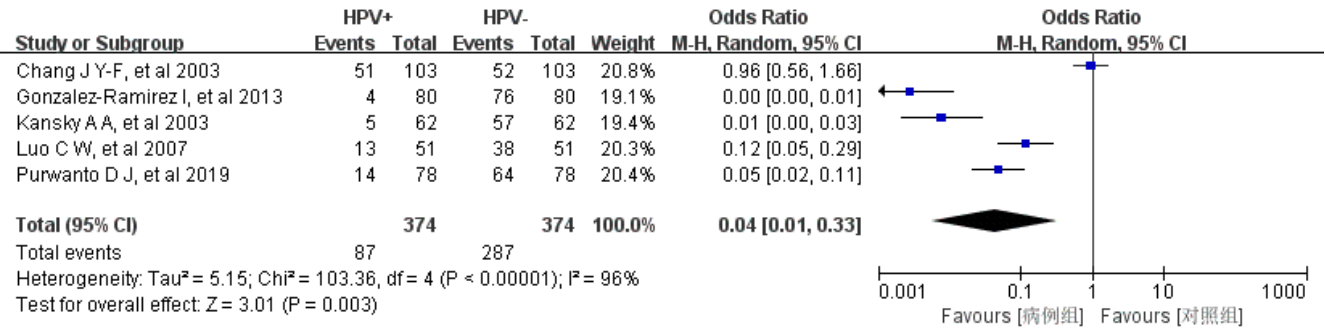 HPV+ HPV- Odds Ratio Odds Ratio
Study or Subgroup Events Total Events Total Weight M-H, Random, 95% CI M-H, Random, 95% CI
Chang J Y-F, et al 2003 51 103 52 103 20.8% 0.96 [0.56, 1.66]
Gonzalez-Ramirez I, et al 2013 4 80 76 80 19.1% 0.00 [0.00, 0.01]
Kansky A A, et al 2003 5 62 57 62 19.4% 0.01 [0.00, 0.03]
Luo C W, et al 2007 13 51 38 51 20.3% 0.12 [0.05, 0.29]
Purwanto D J, et al 2019 14 78 64 78 20.4% 0.05 [0.02, 0.11]
Total (95% CI) 374 374 100.0% 0.04 [0.01, 0.33]
Total events 87 287
Heterogeneity: Tau² = 5.15; Chi² = 103.36, df = 4 (P < 0.00001); I² = 96%
Test for overall effect: Z = 3.01 (P = 0.003)
0.001 0.1 1 10 1000
Favours [病例组] Favours [对照组]